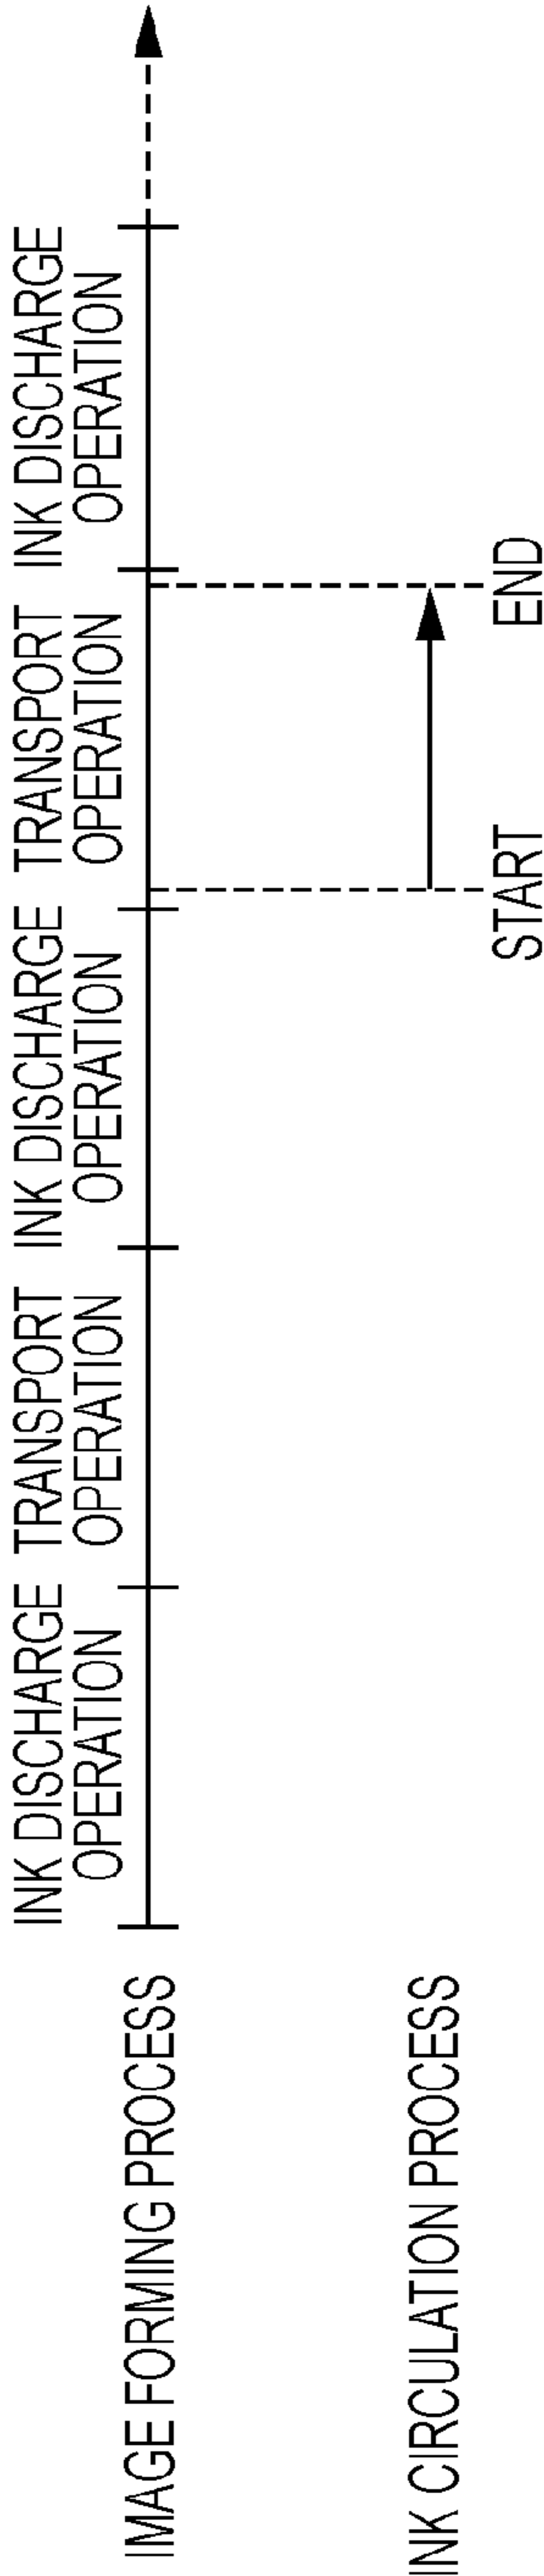 INK DISCHARGE
OPERATION
TRANSPORT
OPERATION
INK DISCHARGE
OPERATION
TRANSPORT
OPERATION
INK DISCHARGE
OPERATION
IMAGE FORMING PROCESS
INK CIRCULATION PROCESS
START
END